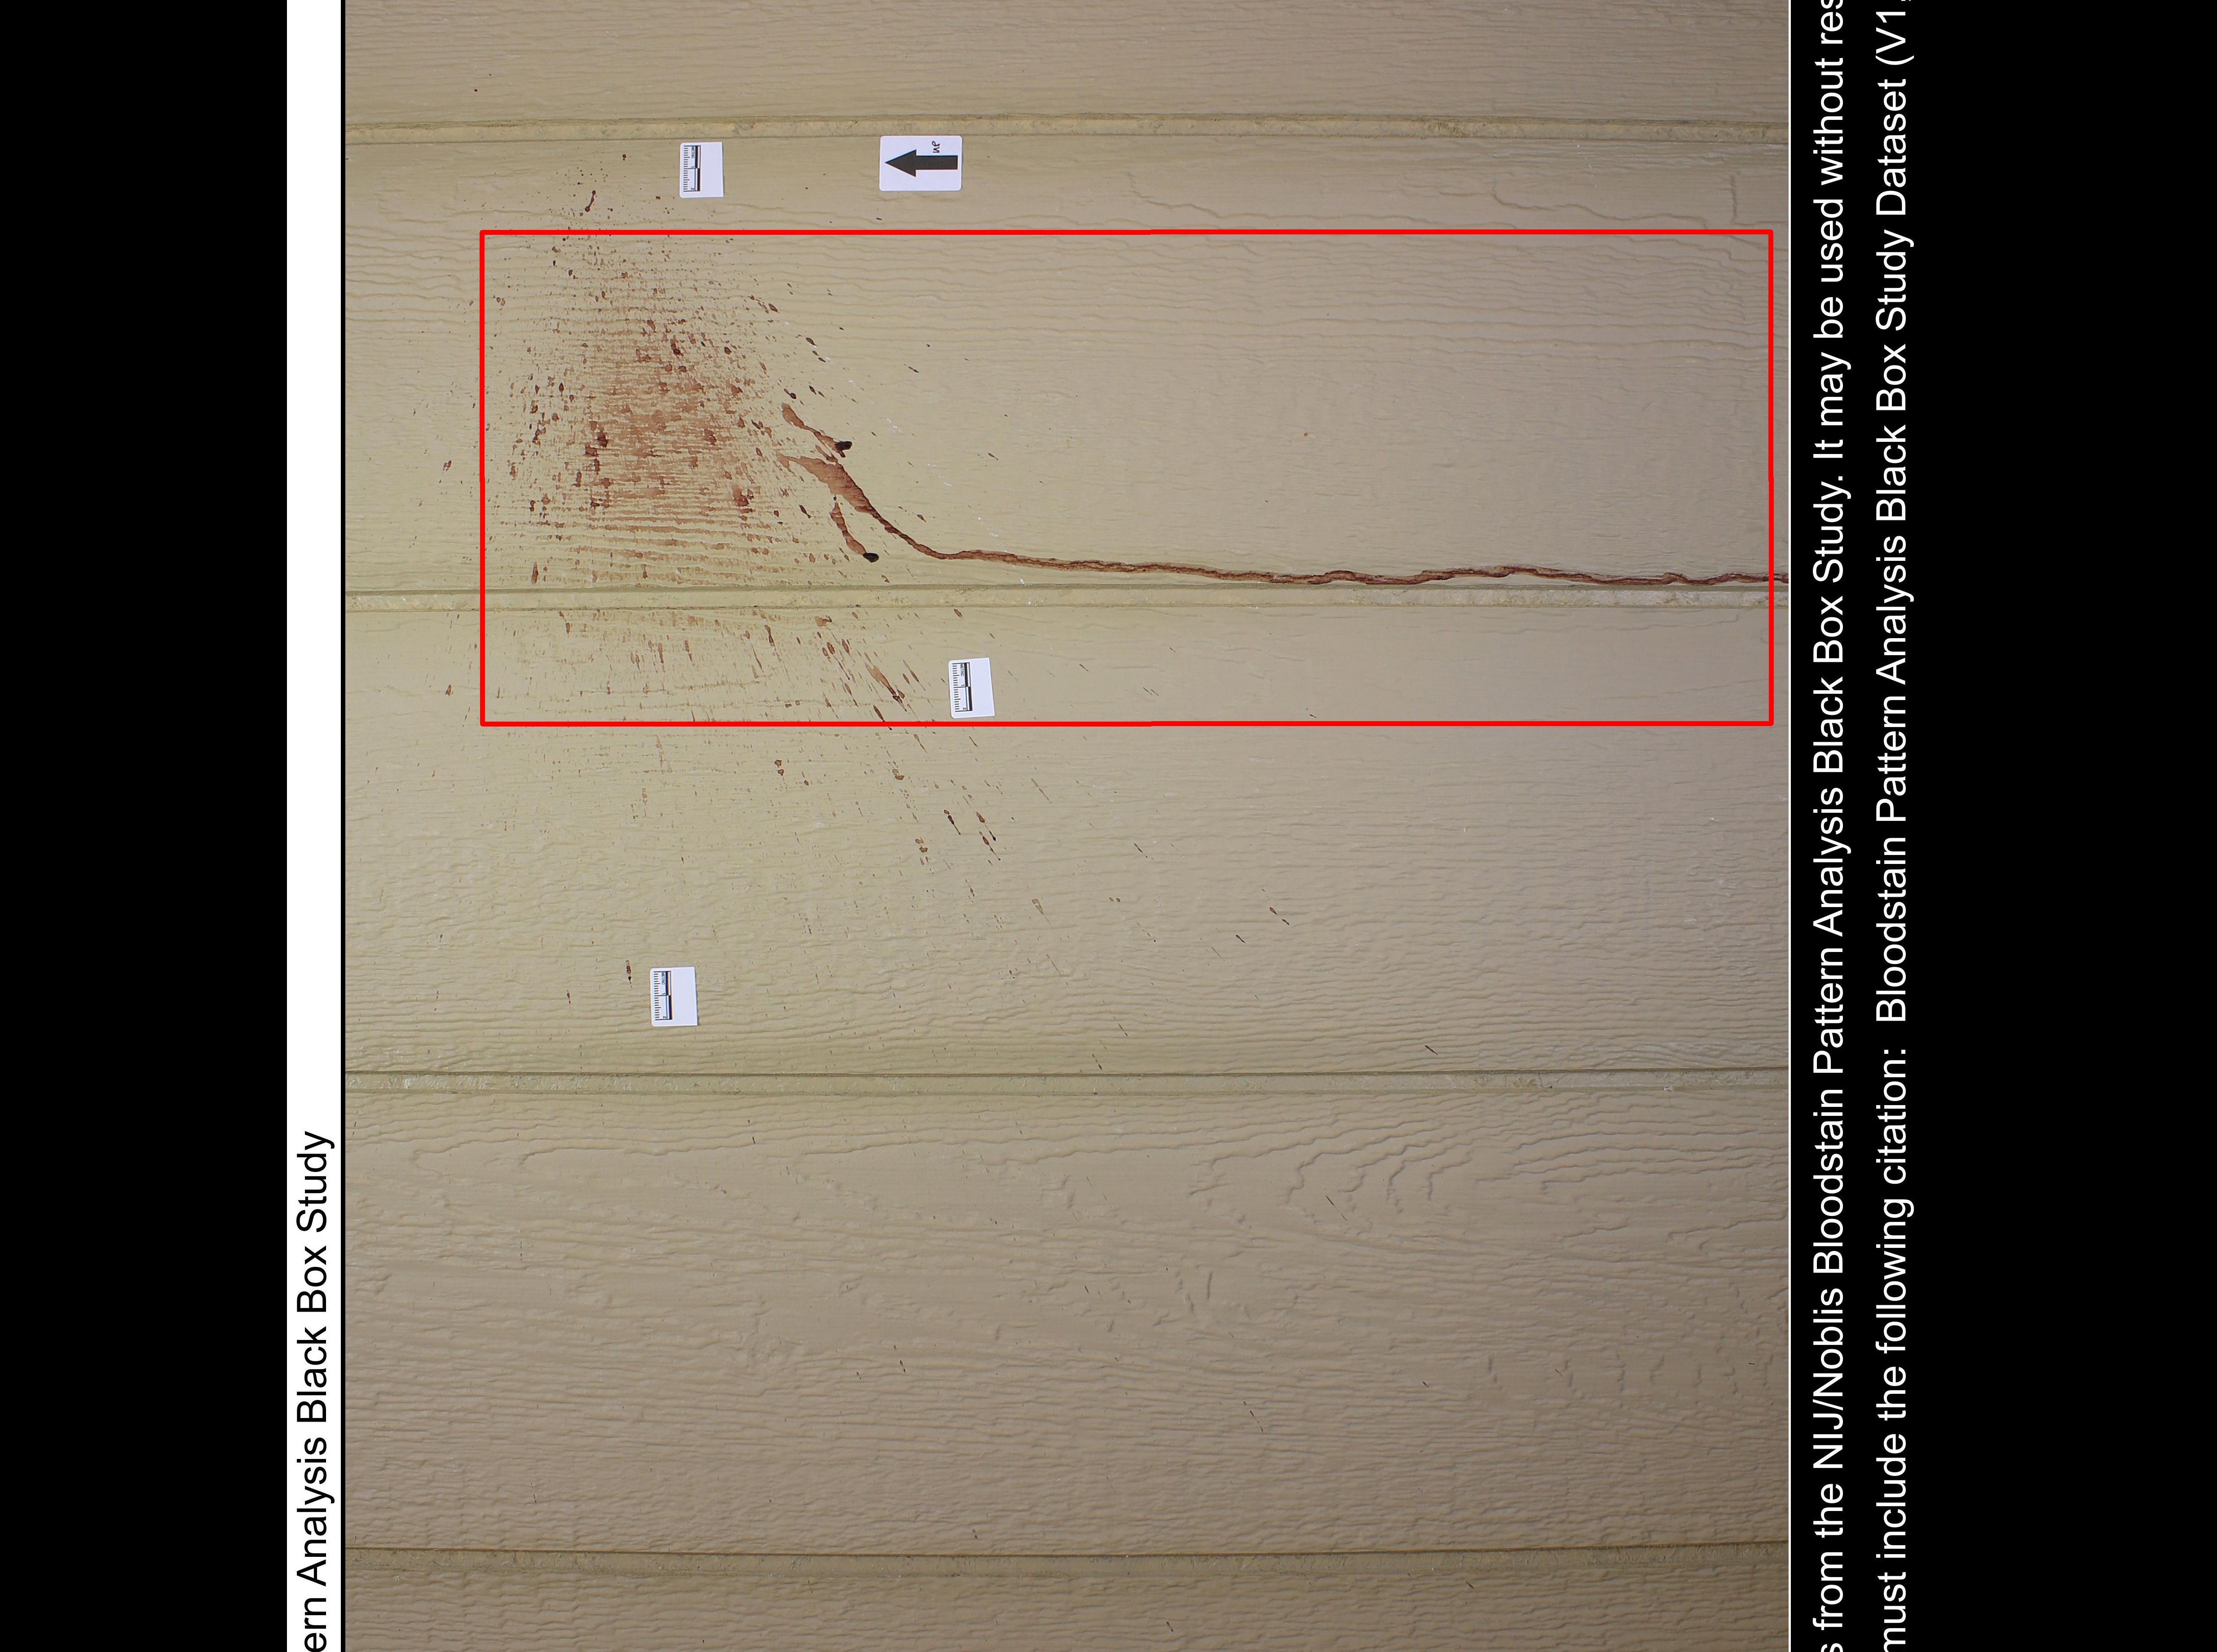 ern Analysis Black Box Study
up
s from the NIJ/Noblis Bloodstain Pattern Analysis Black Box Study. It may be used without res
must include the following citation: Bloodstain Pattern Analysis Black Box Study Dataset (V1,